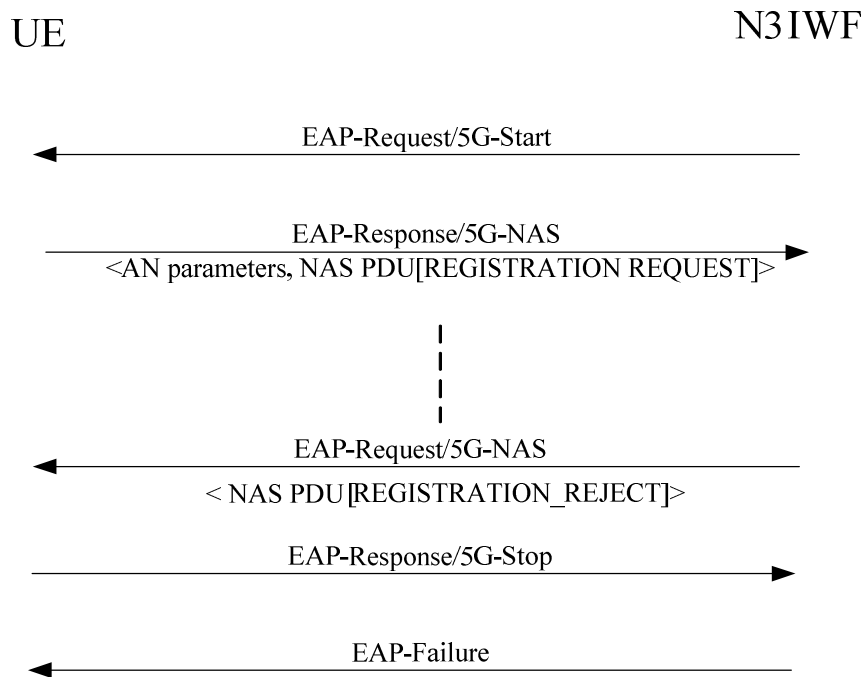 UE
N3IWF
EAP-Request/5G-Start
EAP-Response/5G-NAS
<AN parameters, NAS PDU[REGISTRATION REQUEST]>
EAP-Request/5G-NAS
< NAS PDU[REGISTRATION_REJECT]>
EAP-Response/5G-Stop
EAP-Failure